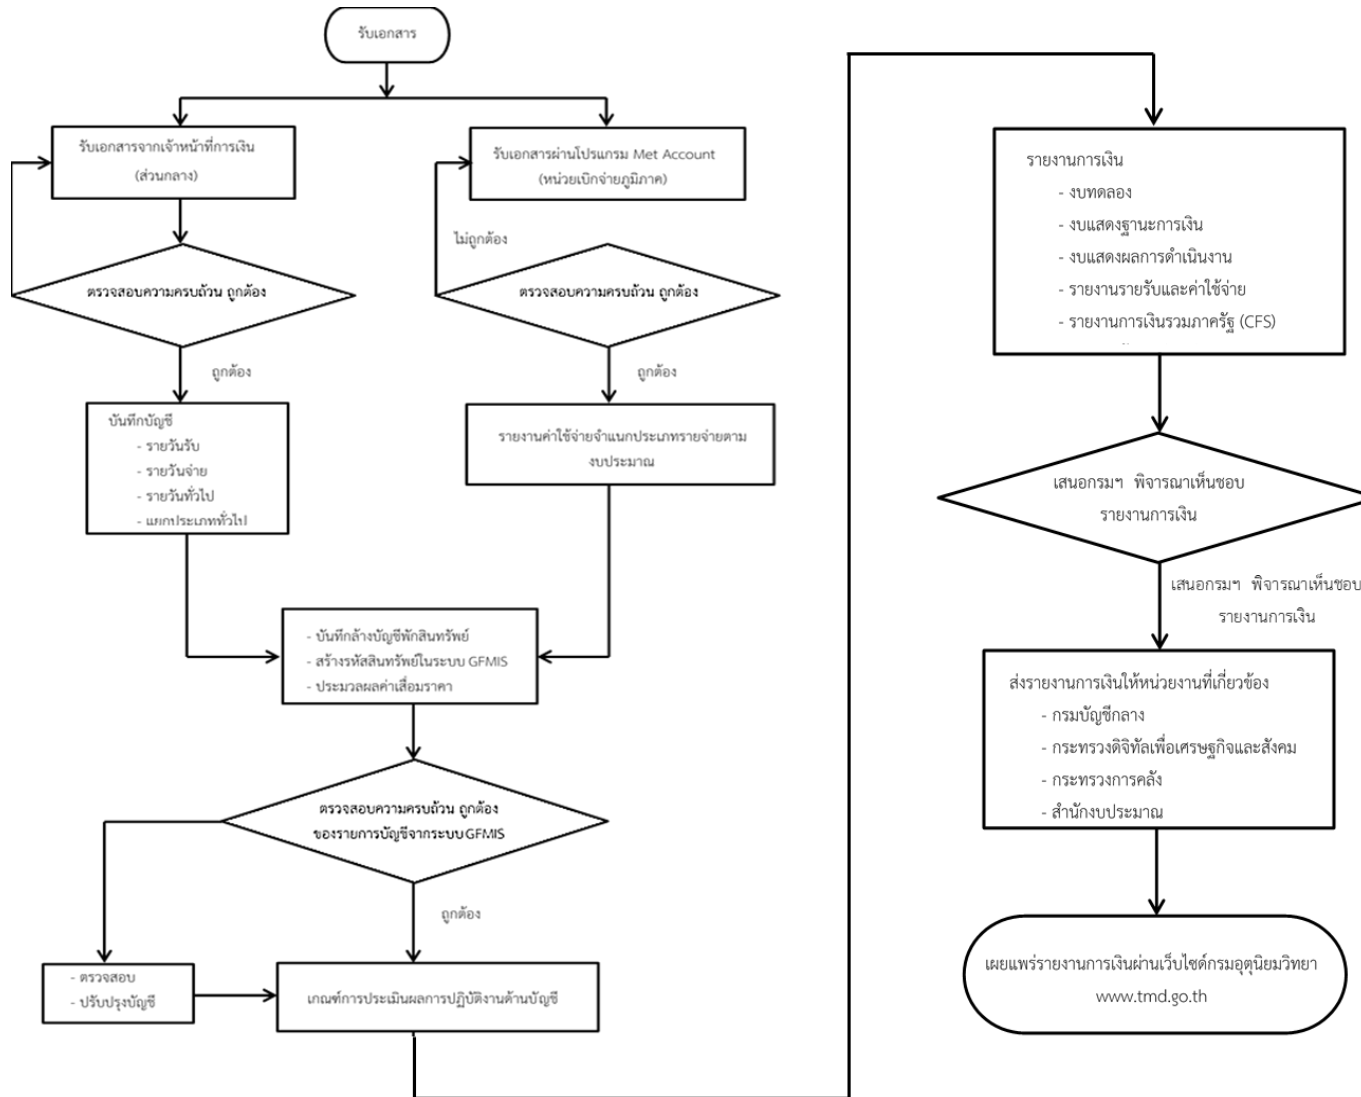 รับเอกสาร
รับเอกสารจากเจ้าหน้าที่การเงิน
(ส่วนกลาง)
รับเอกสารผ่านโปรแกรม Met Account
(หน่วยเบิกจ่ายภูมิภาค)
ไม่ถูกต้อง
ตรวจสอบความครบถ้วน ถูกต้อง
ตรวจสอบความครบถ้วน ถูกต้อง
ถูกต้อง
ถูกต้อง
บันทึกบัญชี
- รายวันรับ
- รายวันจ่าย
- รายวันทั่วไป
- แยกประเภททั่วไป
รายงานค่าใช้จ่ายจำแนกประเภทรายจ่ายตาม
งบประมาณ
- บันทึกล้างบัญชีพักสินทรัพย์
- สร้างรหัสสินทรัพย์ในระบบ GFMIS
- ประมวลผลค่าเสื่อมราคา
ตรวจสอบความครบถ้วน ถูกต้อง
ของรายการบัญชีจากระบบGFMIS
ถูกต้อง
- ตรวจสอบ
- ปรับปรุงบัญชี
เกณฑ์การประเมินผลการปฏิบัติงานด้านบัญชี
รายงานการเงิน
- งบทดลอง
- งบแสดงฐานะการเงิน
- งบแสดงผลการดำเนินงาน
- รายงานรายรับและค่าใช้จ่าย
- รายงานการเงินรวมภาครัฐ (CFS)
เสนอกรมฯ พิจารณาเห็นชอบ
รายงานการเงิน
เสนอกรมฯ พิจารณาเห็นชอบ
รายงานการเงิน
ส่งรายงานการเงินให้หน่วยงานที่เกี่ยวข้อง
- กรมบัญชีกลาง
- กระทรวงดิจิทัลเพื่อเศรษฐกิจและสังคม
- กระทรวงการคลัง
- สำนักงบประมาณ
เผยแพร่รายงานการเงินผ่านเว็บไซด์กรมอุตุนิยมวิทยา
www.tmd.go.th